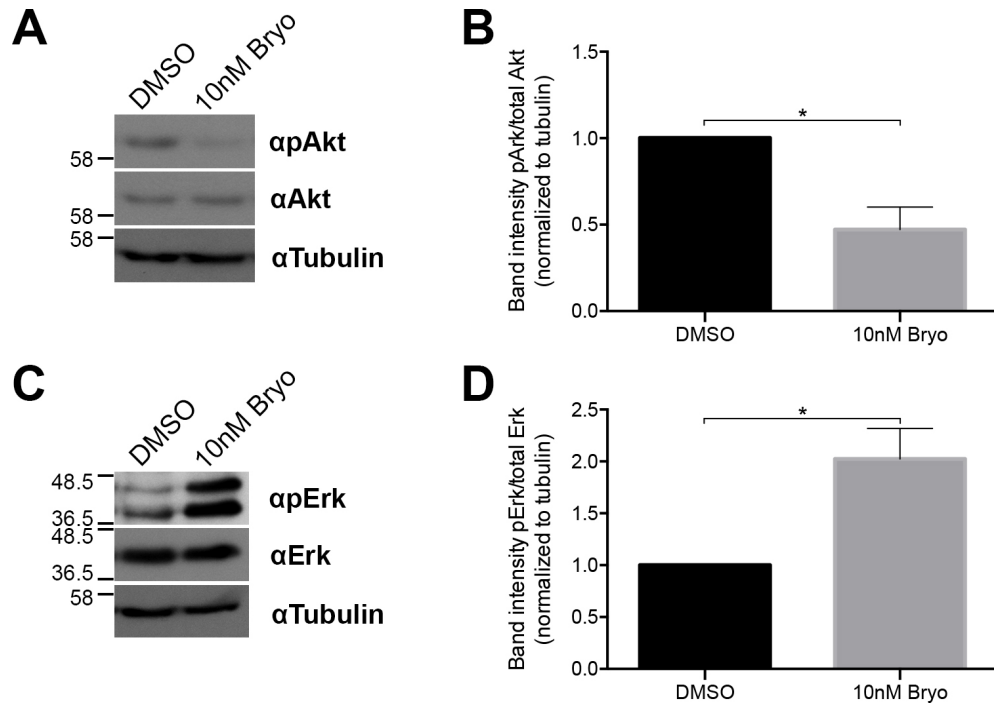 A
DMSO
10nM Bryo
αpAkt
58
αAkt
58
58
αTubulin
B
Band intensity pArk/total Akt
(normalized to tubulin)
1.5
1.0
0.5
0.0
*
DMSO
10nM Bryo
C
DMSO
10nM Bryo
48.5
αpErk
36.5
48.5
αErk
36.5
58
αTubulin
D
Band intensity pErk/total Erk
(normalized to tubulin)
2.5
2.0
1.5
1.0
0.5
0.0
*
DMSO
10nM Bryo